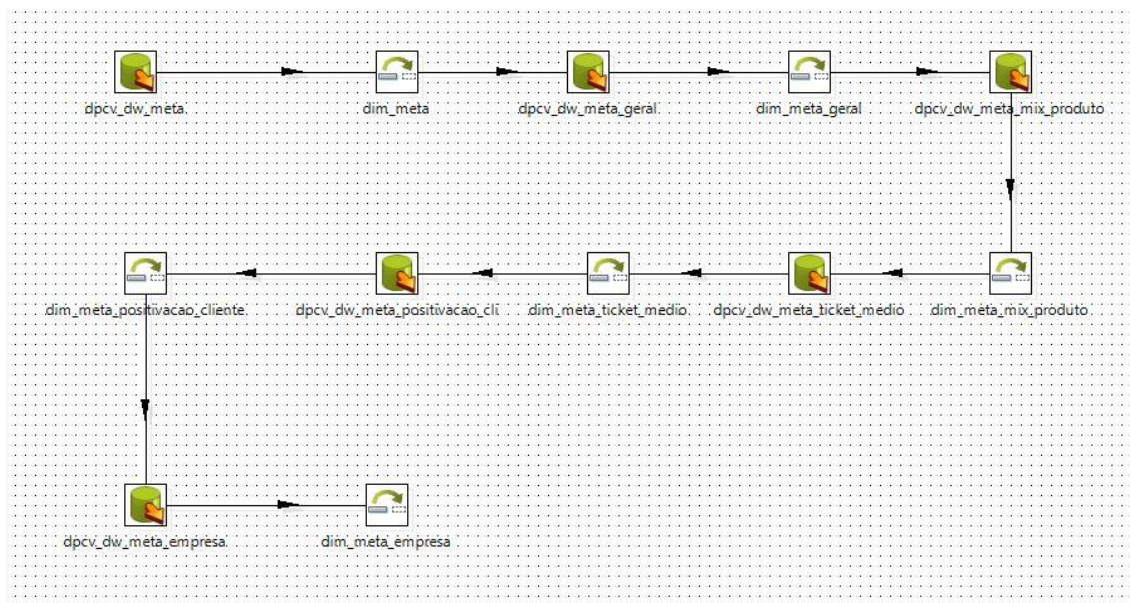 dpcv_dw_meta
dim_meta
dpcv_dw_meta_geral
dim_meta_geral
dpcv_dw_meta_mix_produto
dim_meta_positivacao_cliente
dpcv_dw_meta_positivacao_cli
dim_meta_ticket_medio
dpcv_dw_meta_ticket_medio
dim_meta_mix_produto
dpcv_dw_meta_empresa
dim_meta_empresa